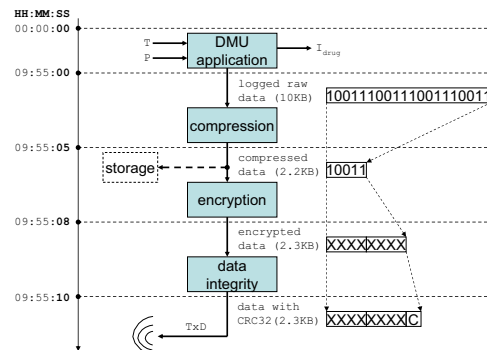 HH:MM:SS
00:00:00
T
P
DMU
application
I_drug
09:55:00
logged raw
data (10KB)
10011100111001110011
compression
09:55:05
storage
compressed
data (2.2KB)
10011
encryption
09:55:08
encrypted
data (2.3KB)
XXXXXXXX
data
integrity
09:55:10
TxD
data with
CRC32(2.3KB)
XXXXXXXXC